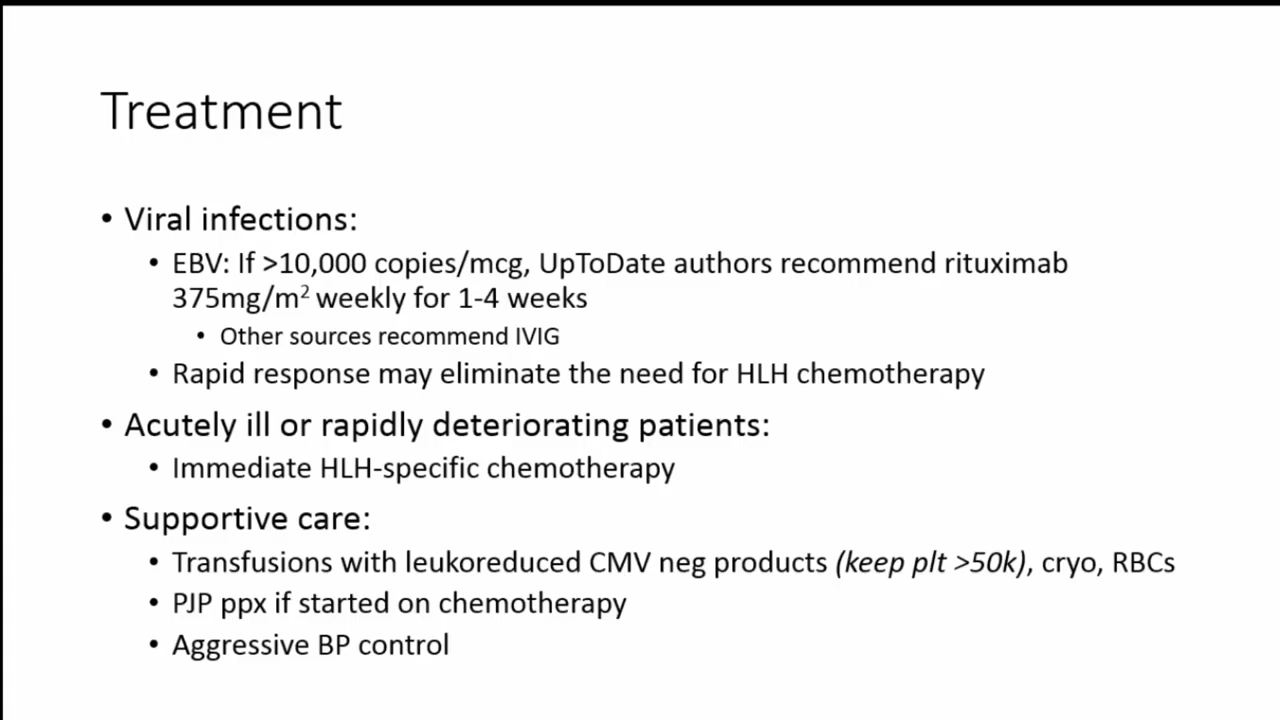 Treatment
• Viral infections:
• EBV: If >10,000 copies/mcg, UpToDate authors recommend rituximab
375mg/m² weekly for 1-4 weeks
• Other sources recommend IVIG
• Rapid response may eliminate the need for HLH chemotherapy
• Acutely ill or rapidly deteriorating patients:
• Immediate HLH-specific chemotherapy
• Supportive care:
• Transfusions with leukoreduced CMV neg products (keep plt >50k), cryo, RBCs
• PJP ppx if started on chemotherapy
• Aggressive BP control